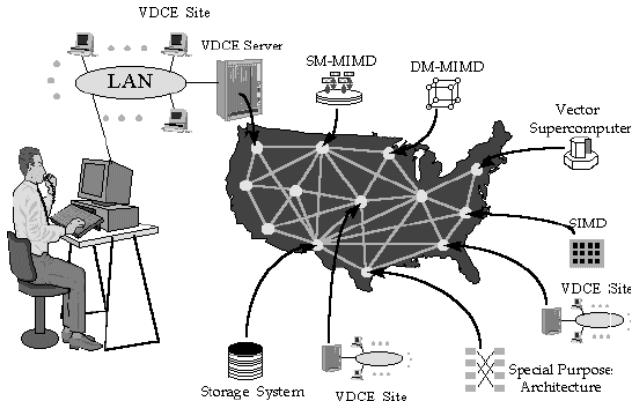 VDCE Site
VDCE Server
LAN
SM-MIMD
DM-MIMD
Vector
Supercomputer
SIMD
VDCE Site
Storage System
VDCE Site
Special Purpose
Architecture